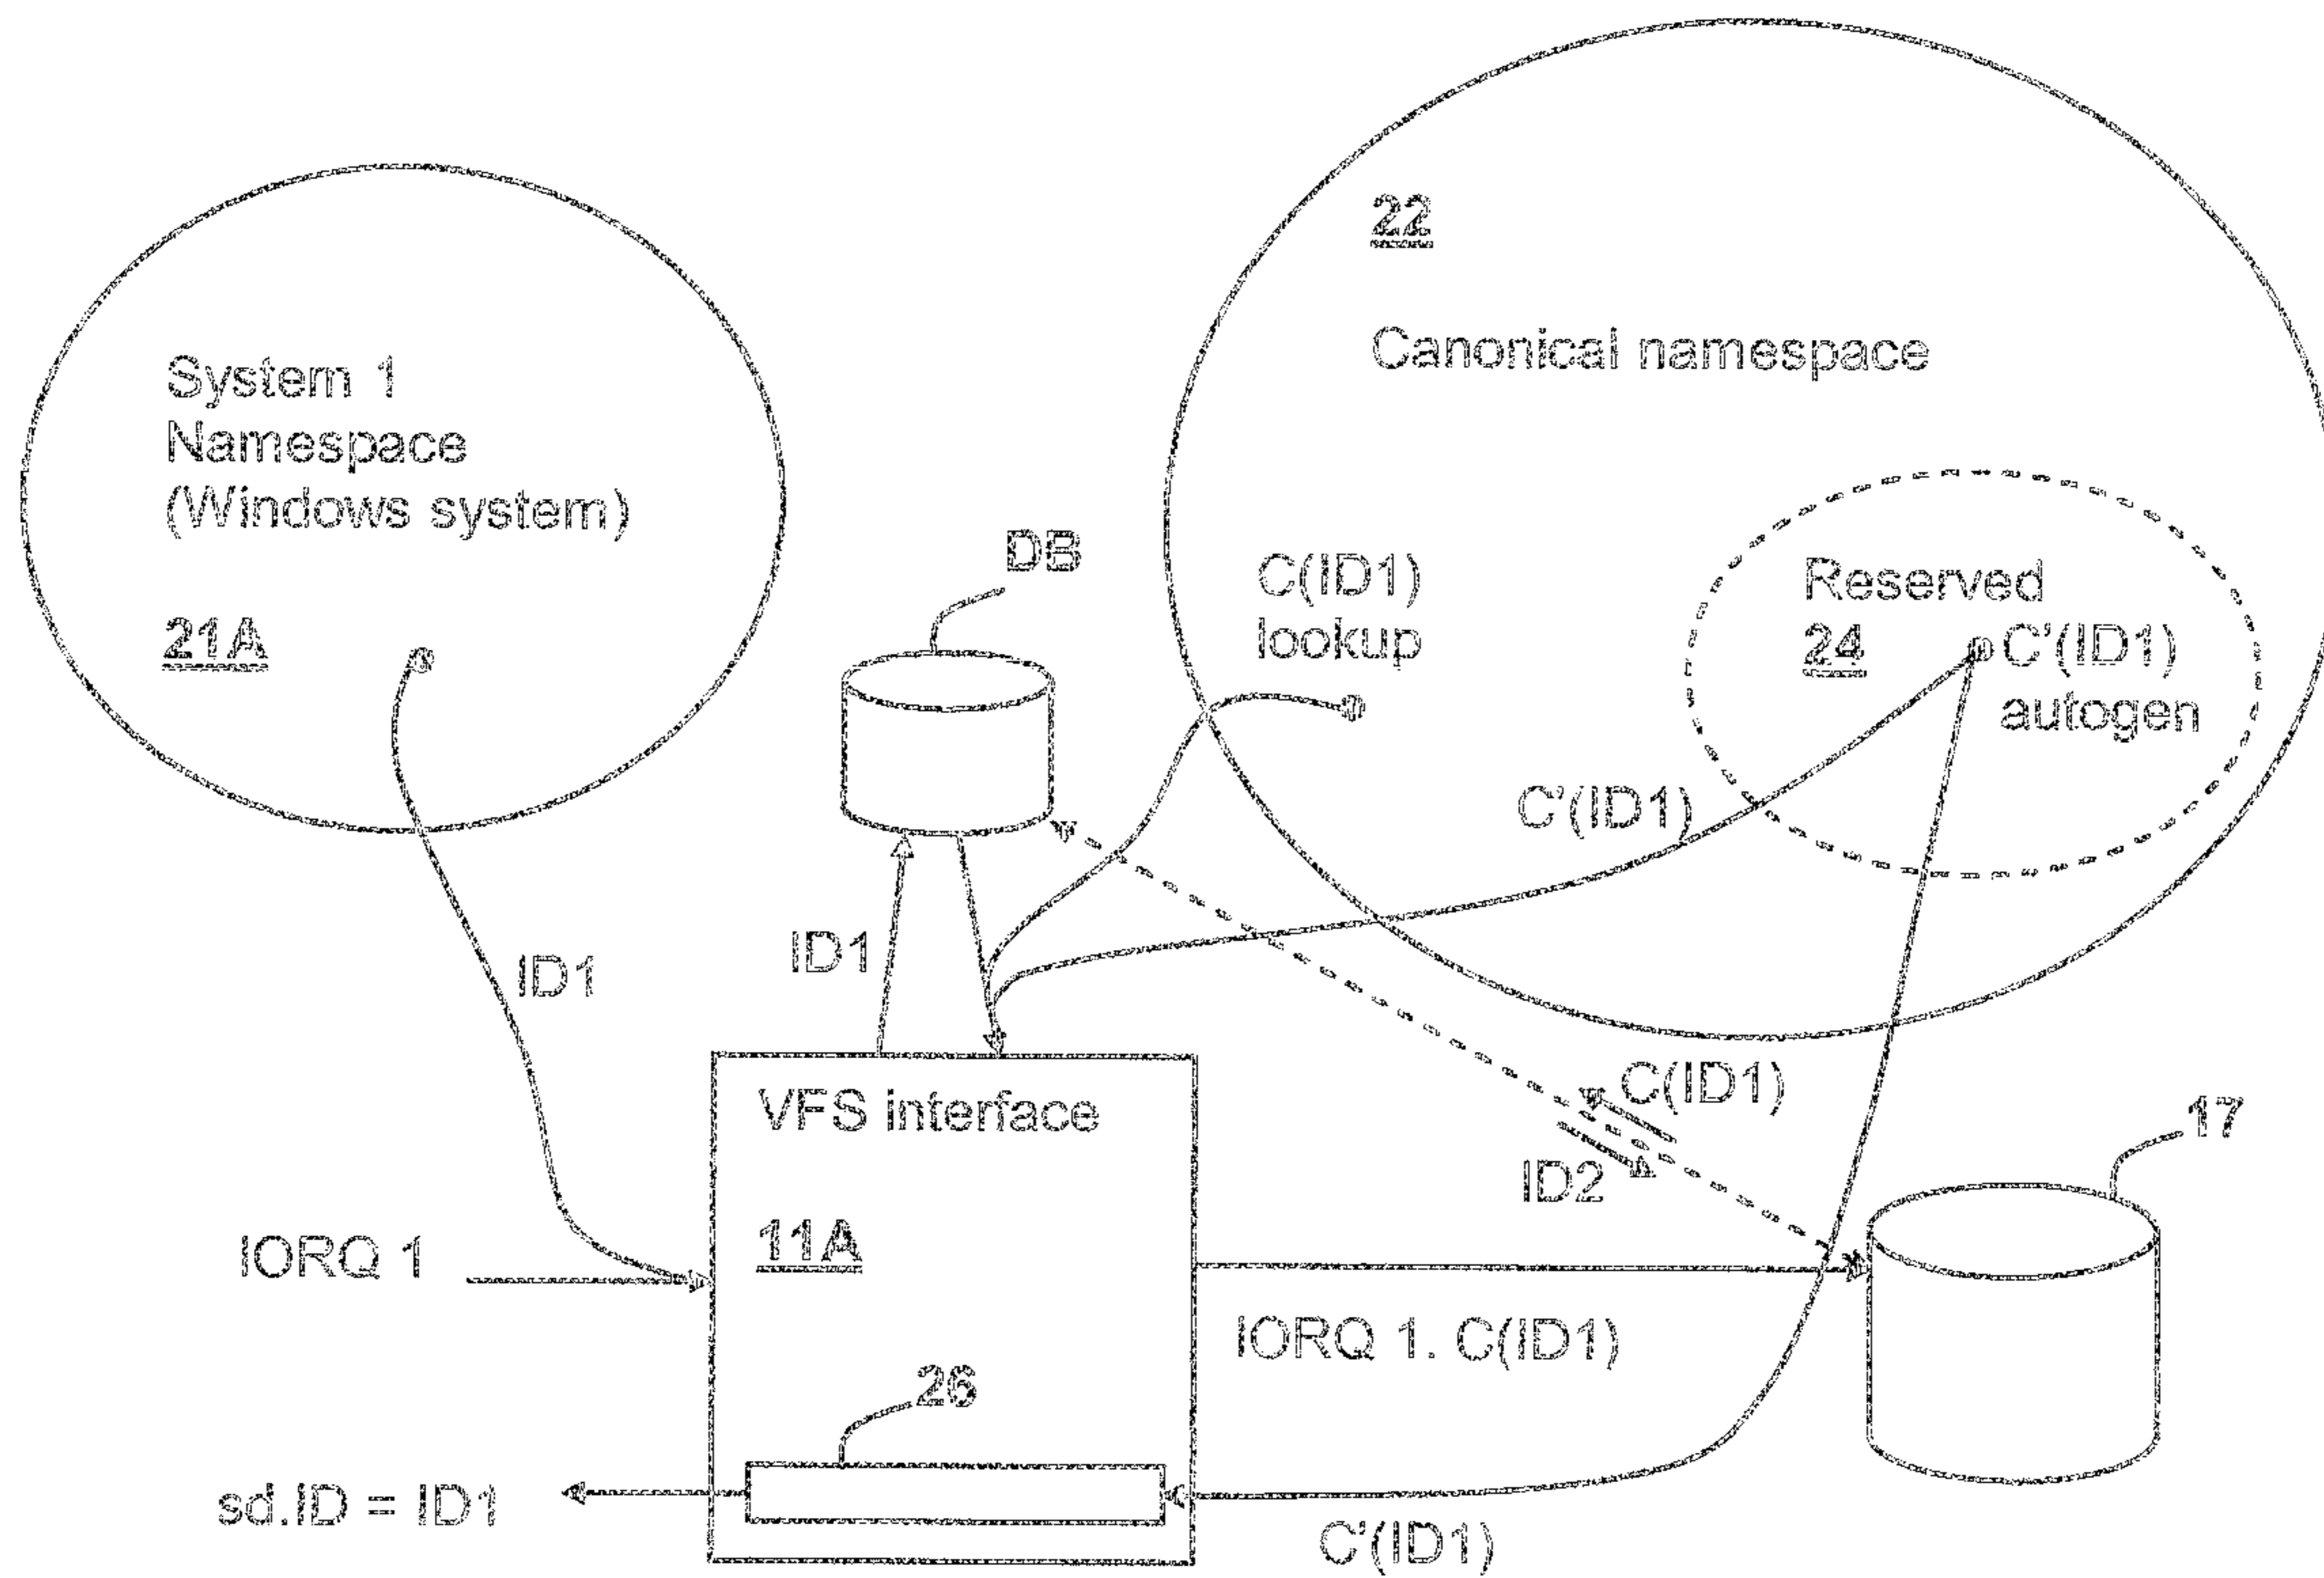 22
Canonical namespace
System 1
Namespace
(Windows system)
21A
DB
C(ID1)
lookup
Reserved
24
C'(ID1)
autogen
C'(ID1)
ID1
ID1
C(ID1)
ID2
17
VFS interface
11A
IORQ 1
IORQ 1. C(ID1)
26
sd.ID = ID1
C'(ID1)